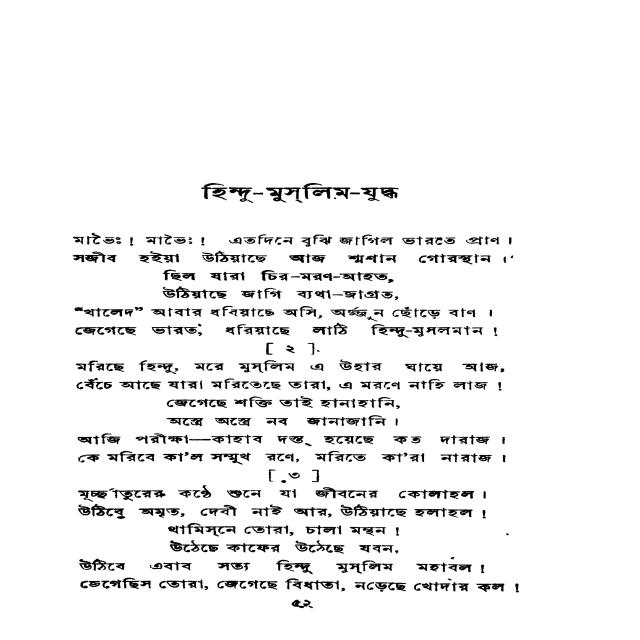 হিন্দু-মুস্‌লিম-যুদ্ধ
মাভৈঃ! মাভৈঃ! এতদিনে বুঝি জাগিল ভারতে প্রাণ।
সজীব হইয়া উঠিয়াছে আজ শ্মশান গোরস্থান।
ছিল যারা চির-মরণ-আহত,
উঠিয়াছে জাগি ব্যথা-জাগ্রত,
“খালেদ” আবার ধরিয়াছে অসি, অর্জ্জুন ছোঁড়ে বাণ।
জেগেছে ভারত, ধরিয়াছে লাঠি হিন্দু-মুসলমান!
[ ২ ]
মরিছে হিন্দু, মরে মুস্‌লিম এ উহার ঘায়ে আজ,
বেঁচে আছে যারা মরিতেছে তারা, এ মরণে নাহি লাজ!
জেগেছে শক্তি তাই হানাহানি,
অস্ত্রে অস্ত্রে নব জানাজানি।
আজি পরীক্ষা—কাহার দস্ত হয়েছে কত দারাজ।
কে মরিবে কা’ল সম্মুখ রণে, মরিতে কা’রা নারাজ।
[ ৩ ]
মূর্চ্ছাতুরের কণ্ঠে শুনে যা জীবনের কোলাহল।
উঠিবে অমৃত, দেরী নাই আর, উঠিয়াছে হলাহল!
থামিস্‌নে তোরা, চালা মন্থন!
উঠেছে কাফের উঠেছে যবন,
উঠিবে এবার সত্য হিন্দু মুস্‌লিম মহাবল!
জেগেছিস তোরা, জেগেছে বিধাতা, নড়েছে খোদার কল!
৫২